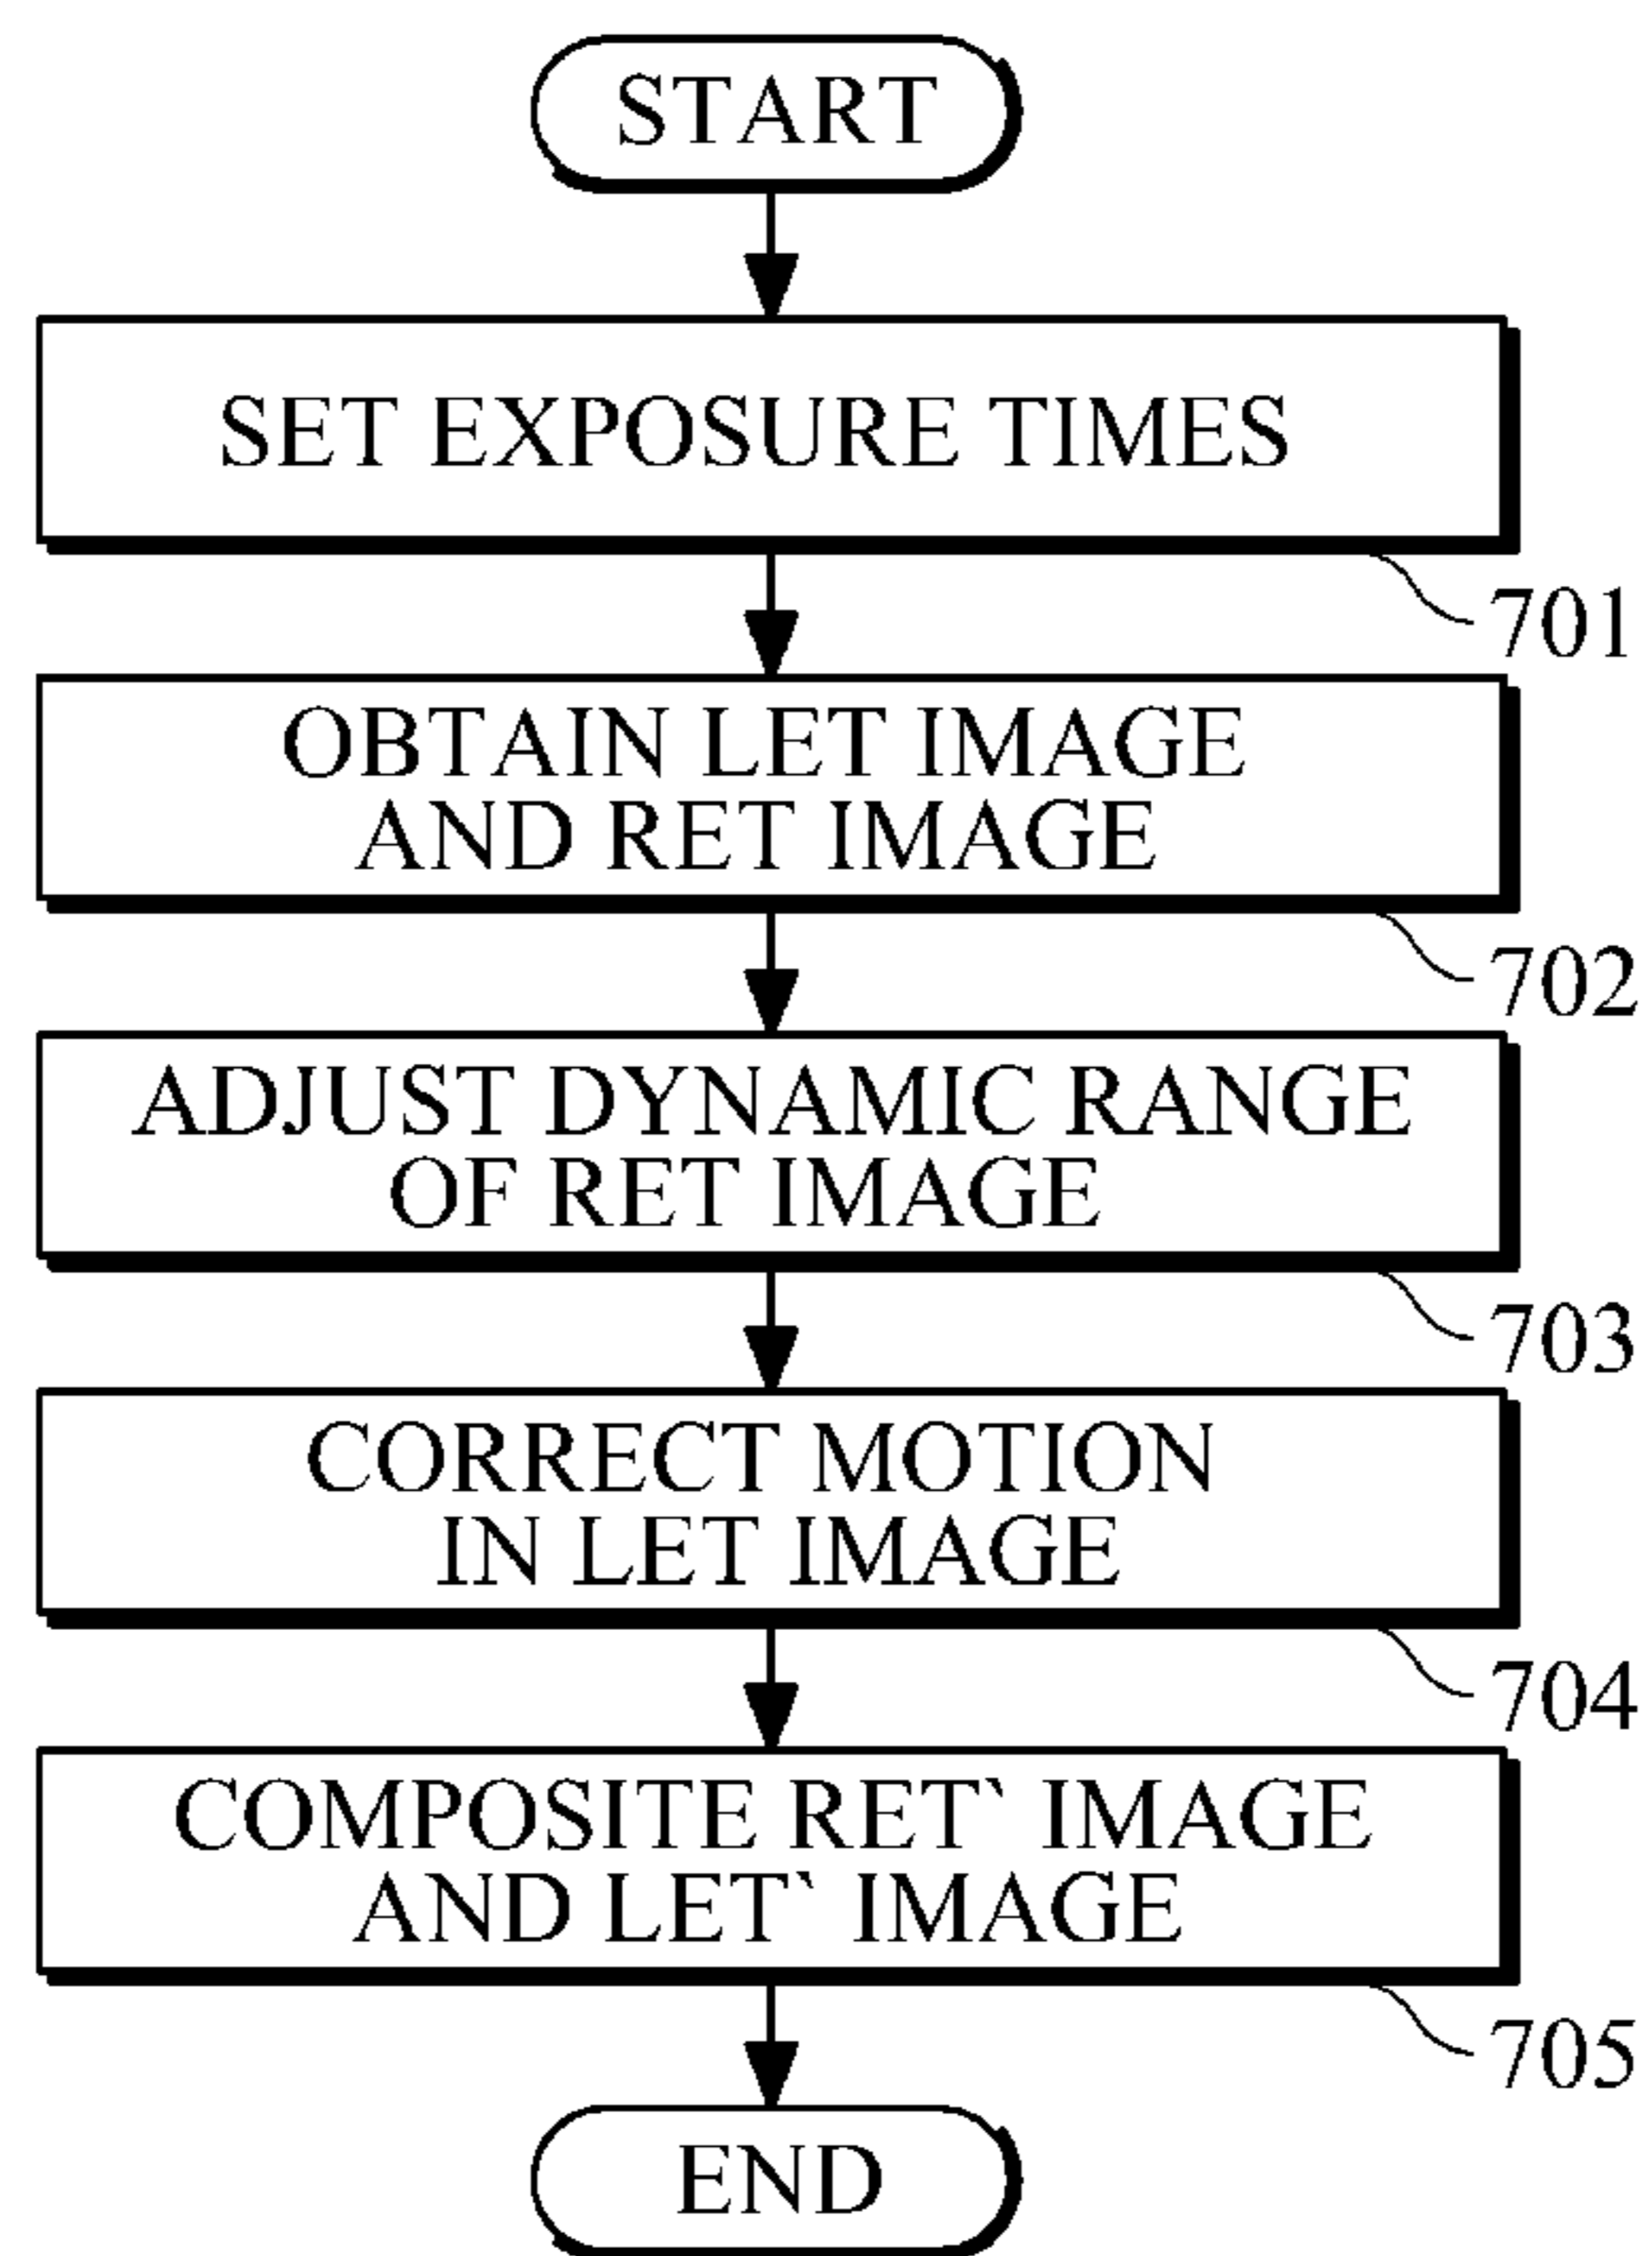 START
SET EXPOSURE TIMES
701
OBTAIN LET IMAGE
AND RET IMAGE
702
ADJUST DYNAMIC RANGE
OF RET IMAGE
703
CORRECT MOTION
IN LET IMAGE
704
COMPOSITE RET` IMAGE
AND LET` IMAGE
705
END